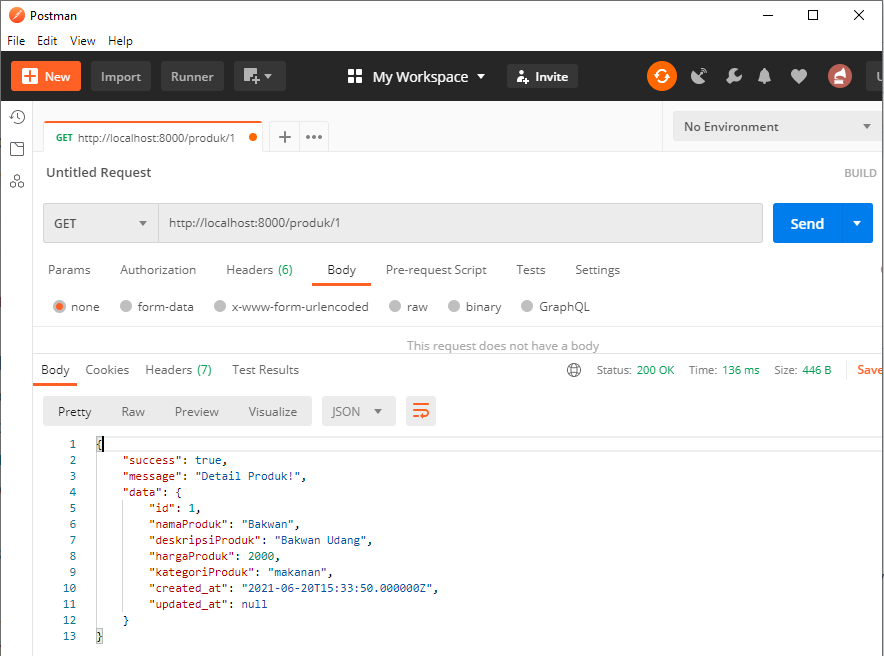 Postman
File Edit View Help
New Import Runner My Workspace Invite
GET http://localhost:8000/produk/1 No Environment
Untitled Request BUILD
GET http://localhost:8000/produk/1 Send
Params Authorization Headers (6) Body Pre-request Script Tests Settings
none form-data x-www-form-urlencoded raw binary GraphQL
This request does not have a body
Body Cookies Headers (7) Test Results Status: 200 OK Time: 136 ms Size: 446 B Save
Pretty Raw Preview Visualize JSON
1 {
2 "success": true,
3 "message": "Detail Produk!",
4 "data": {
5 "id": 1,
6 "namaProduk": "Bakwan",
7 "deskripsiProduk": "Bakwan Udang",
8 "hargaProduk": 2000,
9 "kategoriProduk": "makanan",
10 "created_at": "2021-06-20T15:33:50.000000Z",
11 "updated_at": null
12 }
13 }